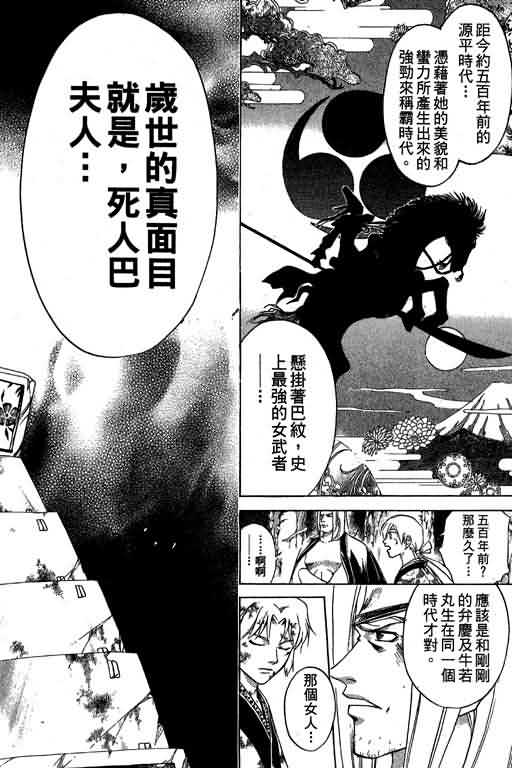 距今約五百年前的
源平時代…
憑藉著她的美貌和
蠻力所產生出來的
強勁來稱霸時代。
懸掛著巴紋，史
上最強的女武者
………
歲世的真面目
就是，死人巴
夫人…
五百年前？
那麼久了…
……啊啊
應該是和剛剛
的弁慶及牛若
丸生在同一個
時代才對。
那個女人…